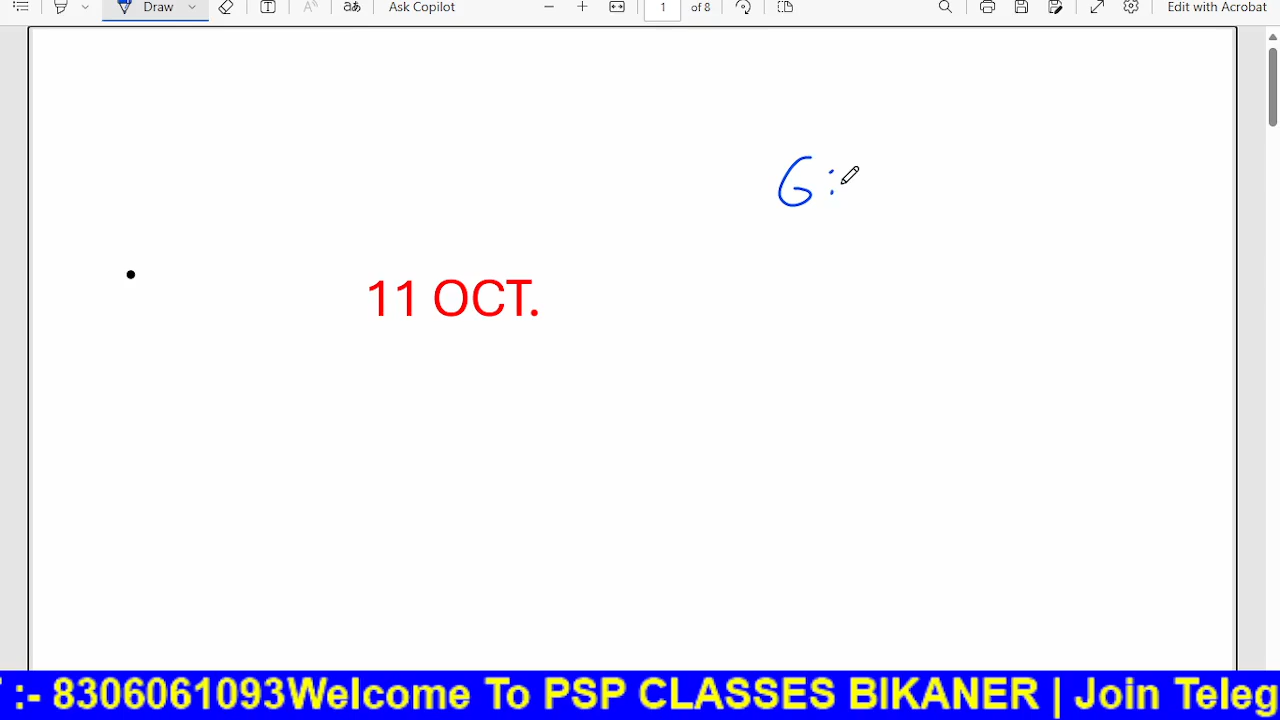 Draw Ask Copilot 1 of 8 Edit with Acrobat
6:
11 OCT.
:- 8306061093Welcome To PSP CLASSES BIKANER | Join Teleg